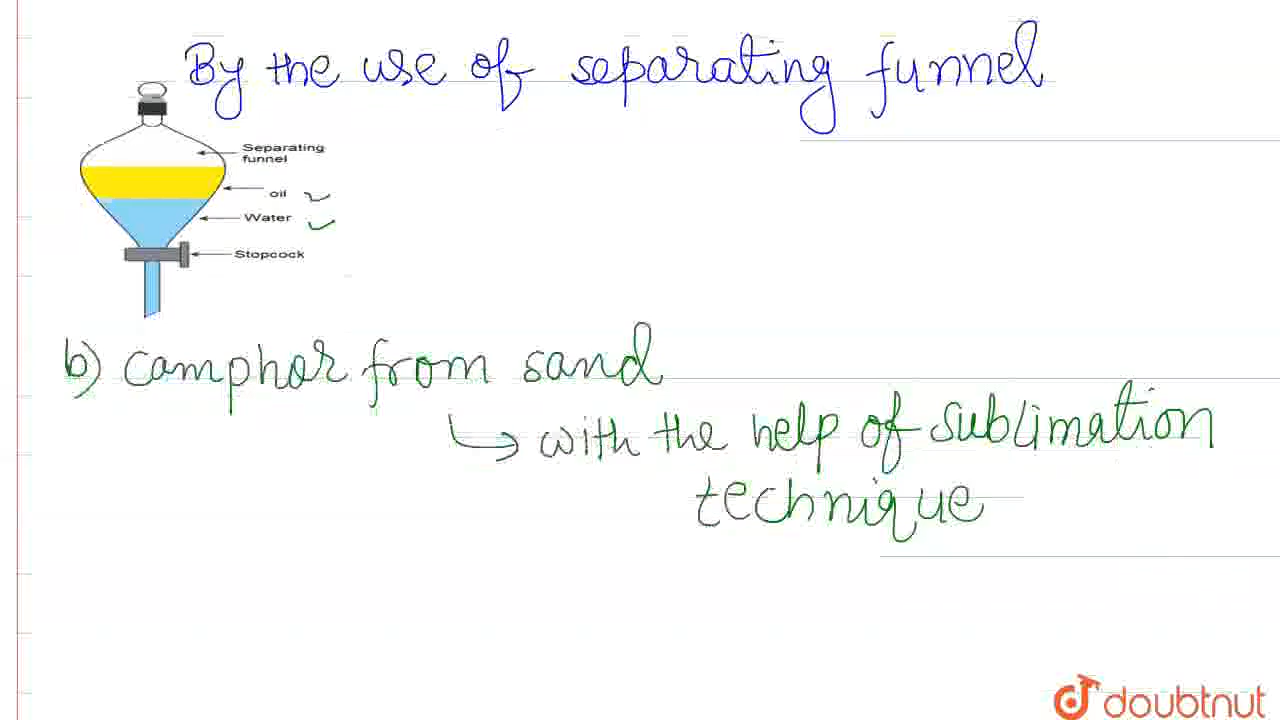 By the use of separating funnel
Separating
funnel
oil
Water
Stopcock
b) camphor from sand
with the help of sublimation
technique
doubtnut